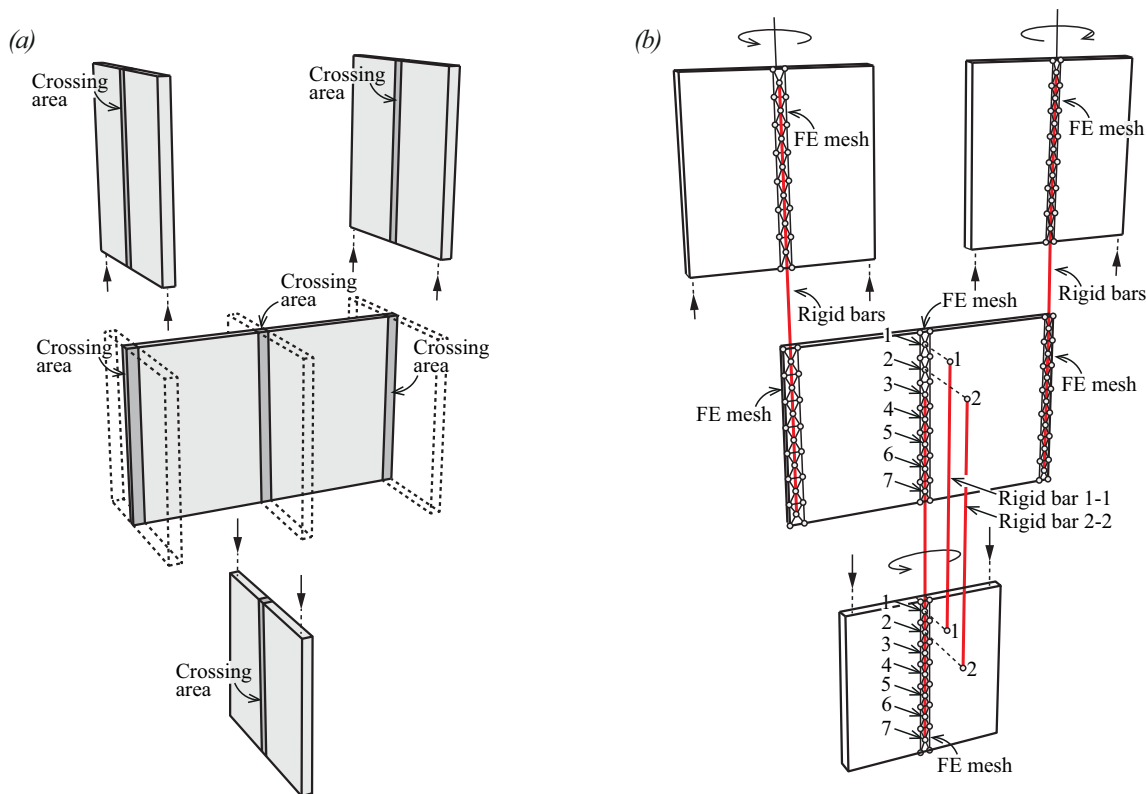 (a)
Crossing
area
Crossing
area
Crossing
area
Crossing
area
Crossing
area
Crossing
area
(b)
FE mesh
FE mesh
Rigid bars
Rigid bars
FE mesh
1
1
2
2
3
4
5
6
7
FE mesh
FE mesh
Rigid bar 1-1
Rigid bar 2-2
1
2
1
3
2
4
5
6
7
FE mesh